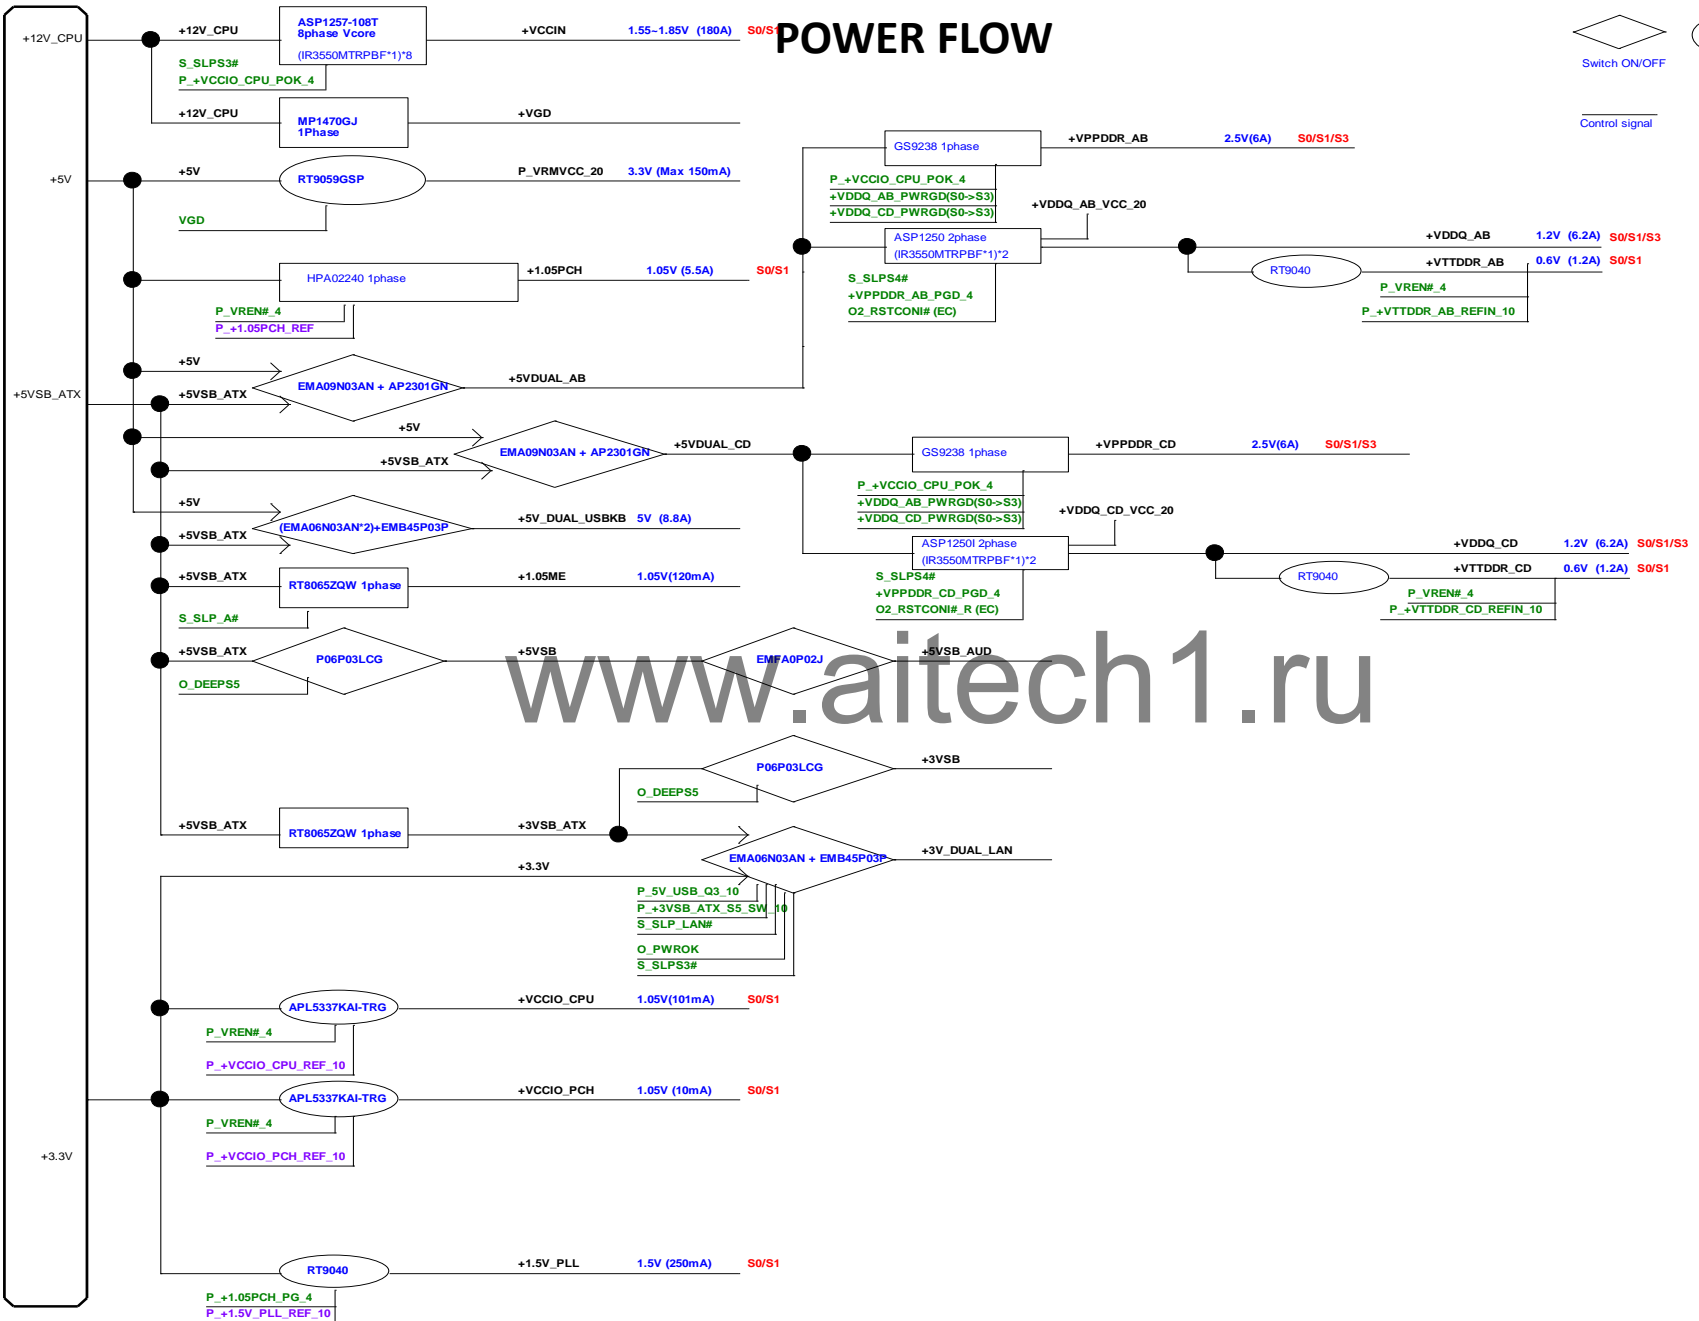 POWER FLOW
Switch ON/OFF
Control signal
+12V_CPU
+5V
+5VSB_ATX
+3.3V
+12V_CPU
ASP1257-108T
8phase Vcore
(IR3550MTRPBF*1)*8
+VCCIN 1.55~1.85V (180A) S0/S1
S_SLPS3#
P_+VCCIO_CPU_POK_4
+12V_CPU
MP1470GJ
1Phase
+VGD
+5V
RT9059GSP
P_VRMVCC_20 3.3V (Max 150mA)
VGD
HPA02240 1phase
+1.05PCH 1.05V (5.5A) S0/S1
P_VREN#_4
P_+1.05PCH_REF
+5V
+5VSB_ATX
EMA09N03AN + AP2301GN
+5VDUAL_AB
GS9238 1phase
+VPPDDR_AB 2.5V(6A) S0/S1/S3
P_+VCCIO_CPU_POK_4
+VDDQ_AB_PWRGD(S0->S3)
+VDDQ_CD_PWRGD(S0->S3)
+VDDQ_AB_VCC_20
ASP1250 2phase
(IR3550MTRPBF*1)*2
+VDDQ_AB 1.2V (6.2A) S0/S1/S3
S_SLPS4#
+VPPDDR_AB_PGD_4
O2_RSTCONI# (EC)
RT9040
+VTTDDR_AB 0.6V (1.2A) S0/S1
P_VREN#_4
P_+VTTDDR_AB_REFIN_10
+5V
+5VSB_ATX
EMA09N03AN + AP2301GN
+5VDUAL_CD
GS9238 1phase
+VPPDDR_CD 2.5V(6A) S0/S1/S3
P_+VCCIO_CPU_POK_4
+VDDQ_AB_PWRGD(S0->S3)
+VDDQ_CD_PWRGD(S0->S3)
+VDDQ_CD_VCC_20
ASP1250I 2phase
(IR3550MTRPBF*1)*2
+VDDQ_CD 1.2V (6.2A) S0/S1/S3
S_SLPS4#
+VPPDDR_CD_PGD_4
O2_RSTCONI#_R (EC)
RT9040
+VTTDDR_CD 0.6V (1.2A) S0/S1
P_VREN#_4
P_+VTTDDR_CD_REFIN_10
+5V
+5VSB_ATX
(EMA06N03AN*2)+EMB45P03P
+5V_DUAL_USBKB 5V (8.8A)
+5VSB_ATX
RT8065ZQW 1phase
+1.05ME 1.05V(120mA)
S_SLP_A#
+5VSB_ATX
P06P03LCG
+5VSB
EMFA0P02J
+5VSB_AUD
O_DEEPS5
www.aitech1.ru
P06P03LCG
+3VSB
O_DEEPS5
+5VSB_ATX
RT8065ZQW 1phase
+3VSB_ATX
+3.3V
EMA06N03AN + EMB45P03P
+3V_DUAL_LAN
P_5V_USB_Q3_10
P_+3VSB_ATX_S5_SW_10
S_SLP_LAN#
O_PWROK
S_SLPS3#
APL5337KAI-TRG
+VCCIO_CPU 1.05V(101mA) S0/S1
P_VREN#_4
P_+VCCIO_CPU_REF_10
APL5337KAI-TRG
+VCCIO_PCH 1.05V (10mA) S0/S1
P_VREN#_4
P_+VCCIO_PCH_REF_10
RT9040
+1.5V_PLL 1.5V (250mA) S0/S1
P_+1.05PCH_PG_4
P_+1.5V_PLL_REF_10